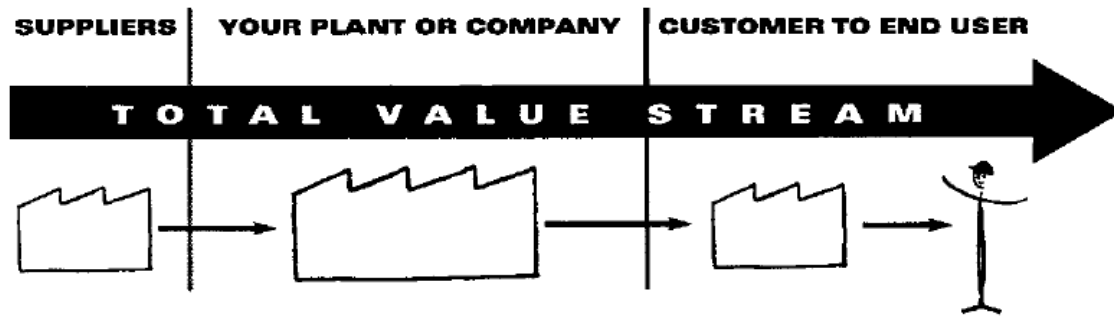 SUPPLIERS YOUR PLANT OR COMPANY CUSTOMER TO END USER
TOTAL VALUE STREAM